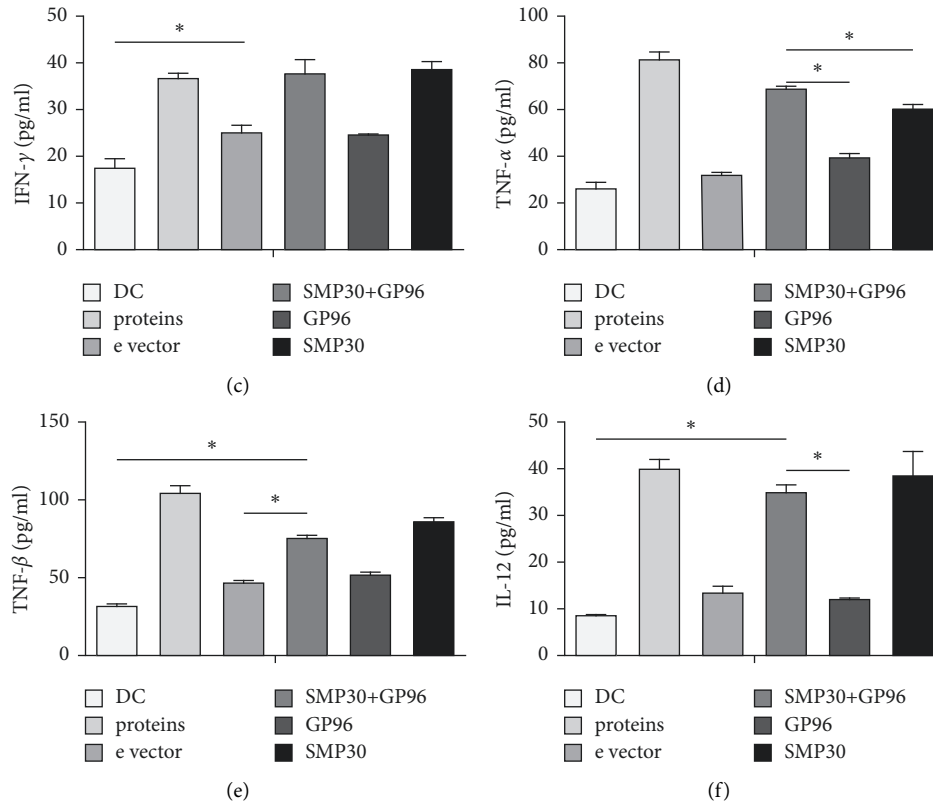 *
50
40
30
20
10
0
IFN-γ (pg/ml)
DC
proteins
e vector
SMP30+GP96
GP96
SMP30
(c)
*
*
100
80
60
40
20
0
TNF-α (pg/ml)
DC
proteins
e vector
SMP30+GP96
GP96
SMP30
(d)
*
*
150
100
50
0
TNF-β (pg/ml)
DC
proteins
e vector
SMP30+GP96
GP96
SMP30
(e)
*
*
50
40
30
20
10
0
IL-12 (pg/ml)
DC
proteins
e vector
SMP30+GP96
GP96
SMP30
(f)